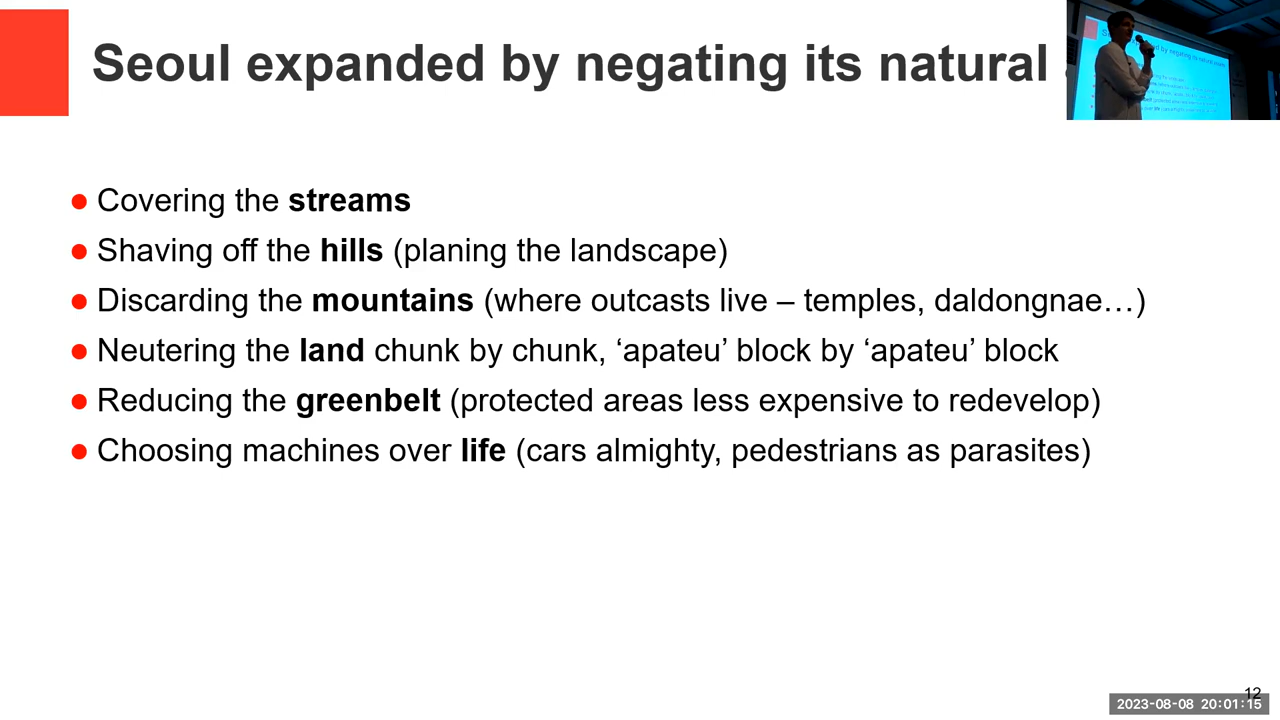 Seoul expanded by negating its natural
● Covering the streams
● Shaving off the hills (planing the landscape)
● Discarding the mountains (where outcasts live – temples, daldongnae…)
● Neutering the land chunk by chunk, ‘apateu’ block by ‘apateu’ block
● Reducing the greenbelt (protected areas less expensive to redevelop)
● Choosing machines over life (cars almighty, pedestrians as parasites)
12
2023-08-08 20:01:15